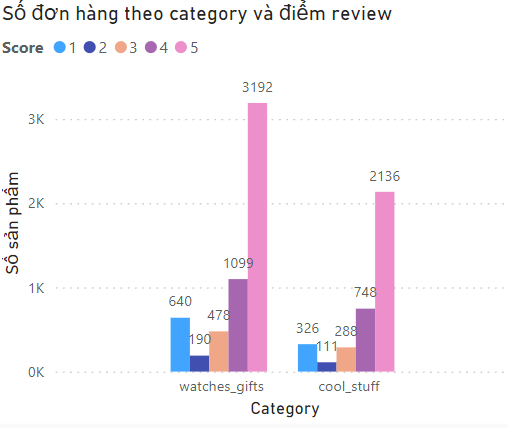 Số đơn hàng theo category và điểm review
Score 1 2 3 4 5
3192
3K
2136
2K
1099
1K
748
640
478
326
288
190
111
0K
watches_gifts cool_stuff
Category
Số sản phẩm